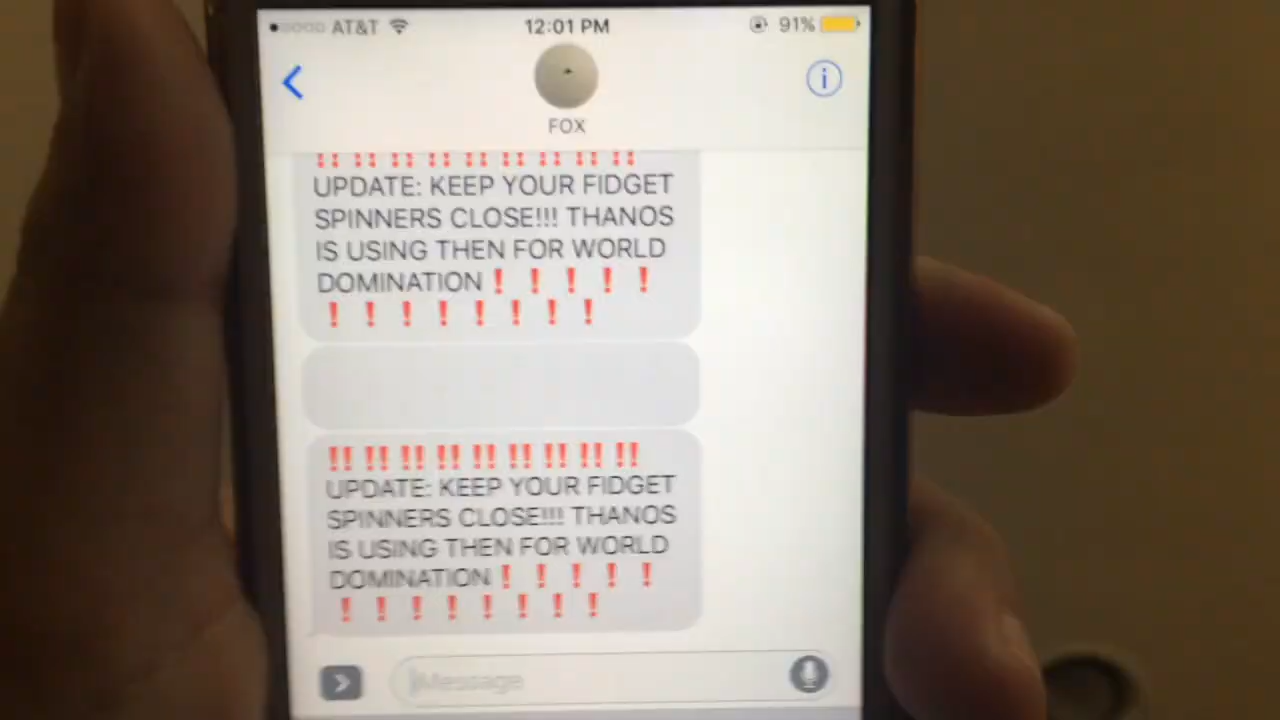 AT&T 12:01 PM 91%
FOX
‼️‼️‼️‼️‼️‼️‼️‼️‼️
UPDATE: KEEP YOUR FIDGET
SPINNERS CLOSE!!! THANOS
IS USING THEN FOR WORLD
DOMINATION❗❗❗❗❗
❗❗❗❗❗❗❗❗
‼️‼️‼️‼️‼️‼️‼️‼️‼️
UPDATE: KEEP YOUR FIDGET
SPINNERS CLOSE!!! THANOS
IS USING THEN FOR WORLD
DOMINATION❗❗❗❗❗
❗❗❗❗❗❗❗❗
Message